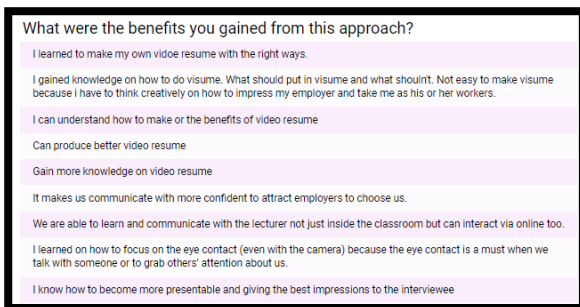 What were the benefits you gained from this approach?
I learned to make my own vidoe resume with the right ways.
I gained knowledge on how to do visume. What should put in visume and what shouln't. Not easy to make visume
because i have to think creatively on how to impress my employer and take me as his or her workers.
I can understand how to make or the benefits of video resume
Can produce better video resume
Gain more knowledge on video resume
It makes us communicate with more confident to attract employers to choose us.
We are able to learn and communicate with the lecturer not just inside the classroom but can interact via online too.
I learned on how to focus on the eye contact (even with the camera) because the eye contact is a must when we
talk with someone or to grab others' attention about us.
I know how to become more presentable and giving the best impressions to the interviewee